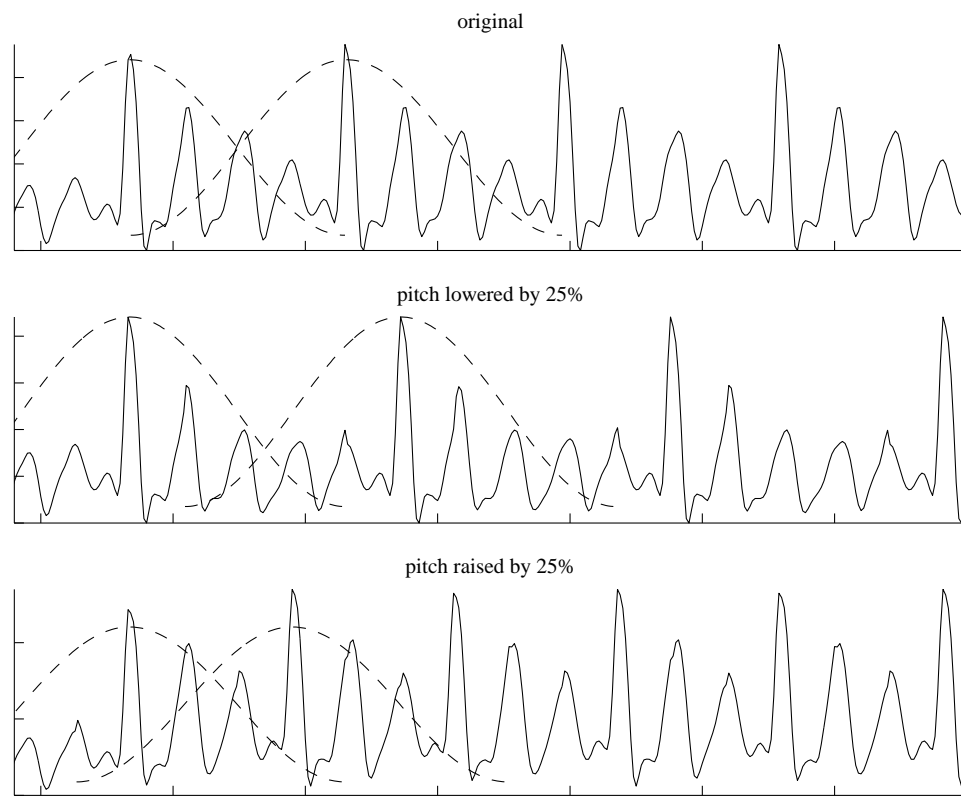 original
pitch lowered by 25%
pitch raised by 25%